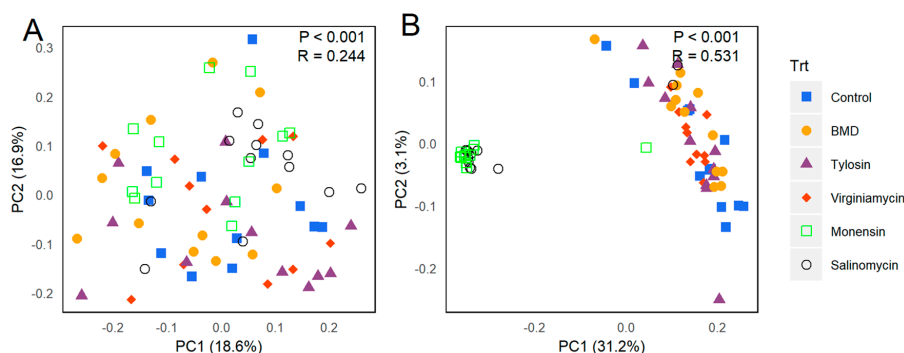 A
P < 0.001
R = 0.244
PC2 (16.9%)
0.3
0.2
0.1
0.0
-0.1
-0.2
-0.2
-0.1
0.0
0.1
0.2
PC1 (18.6%)
B
P < 0.001
R = 0.531
PC2 (3.1%)
0.1
0.0
-0.1
-0.2
-0.2
0.0
0.2
PC1 (31.2%)
Trt
Control
BMD
Tylosin
Virginiamycin
Monensin
Salinomycin